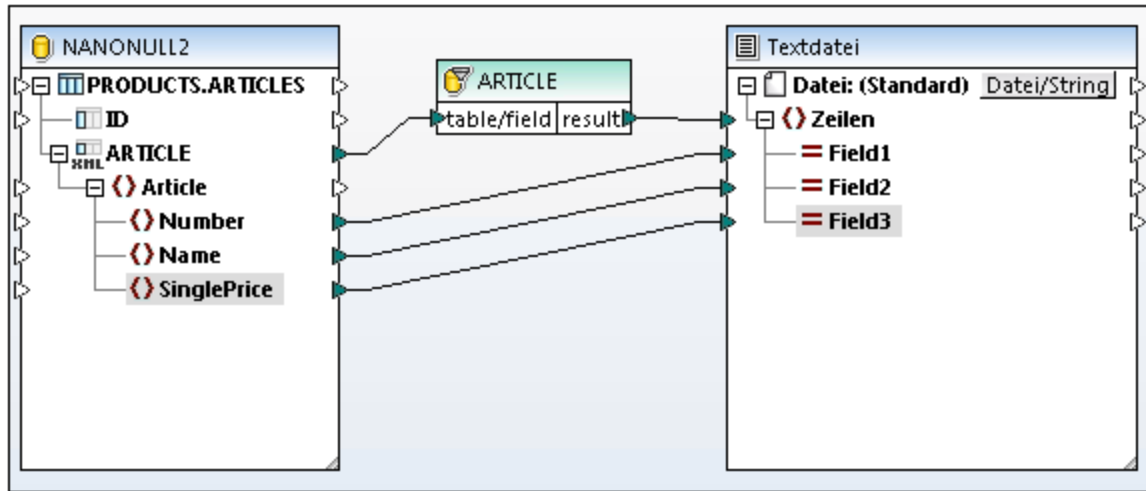 NANONULL2
PRODUCTS.ARTICLES
ID
XML ARTICLE
Article
Number
Name
SinglePrice
ARTICLE
table/field result
Textdatei
Datei: (Standard) Datei/String
Zeilen
Field1
Field2
Field3